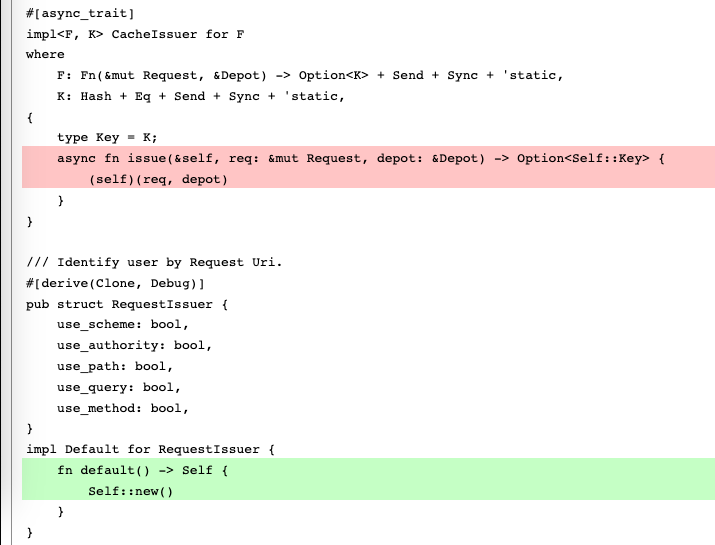 #[async_trait]
impl<F, K> CacheIssuer for F
where
    F: Fn(&mut Request, &Depot) -> Option<K> + Send + Sync + 'static,
    K: Hash + Eq + Send + Sync + 'static,
{
    type Key = K;
    async fn issue(&self, req: &mut Request, depot: &Depot) -> Option<Self::Key> {
        (self)(req, depot)
    }
}

/// Identify user by Request Uri.
#[derive(Clone, Debug)]
pub struct RequestIssuer {
    use_scheme: bool,
    use_authority: bool,
    use_path: bool,
    use_query: bool,
    use_method: bool,
}
impl Default for RequestIssuer {
    fn default() -> Self {
        Self::new()
    }
}